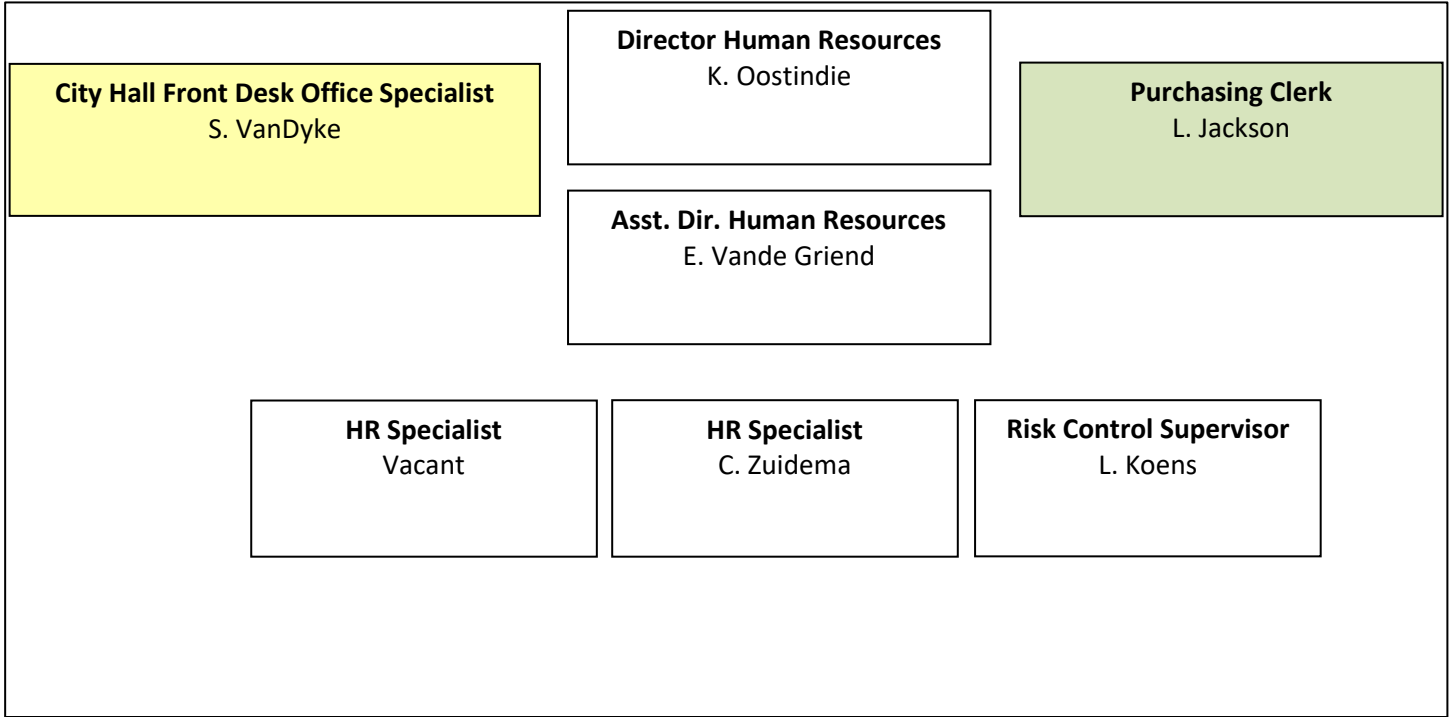 Director Human Resources
K. Oostindie
City Hall Front Desk Office Specialist
S. VanDyke
Purchasing Clerk
L. Jackson
Asst. Dir. Human Resources
E. Vande Griend
HR Specialist
Vacant
HR Specialist
C. Zuidema
Risk Control Supervisor
L. Koens